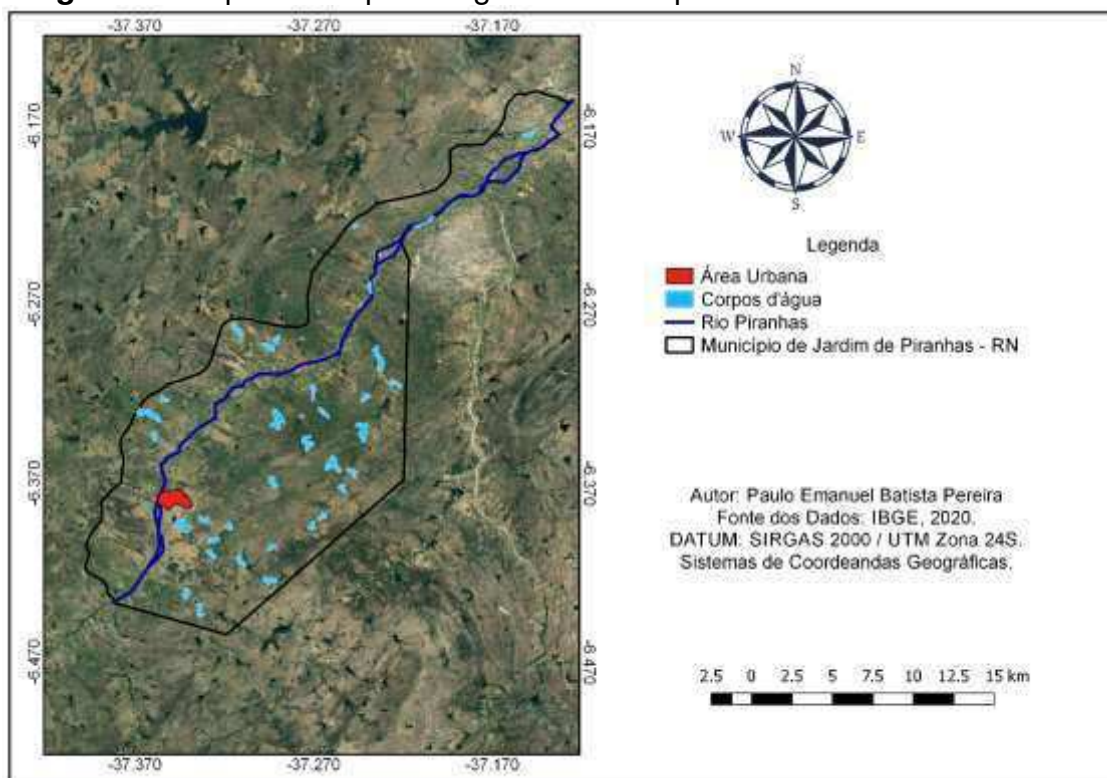 -37.370 -37.270 -37.170
-6.170 -6.170
-6.270 -6.270
-6.370 -6.370
-6.470 -6.470
-37.370 -37.270 -37.170
N
W E
S
Legenda
Área Urbana
Corpos d'água
Rio Piranhas
Município de Jardim de Piranhas - RN
Autor: Paulo Emanuel Batista Pereira
Fonte dos Dados: IBGE, 2020.
DATUM: SIRGAS 2000 / UTM Zona 24S.
Sistemas de Coordeandas Geográficas.
2.5 0 2.5 5 7.5 10 12.5 15 km